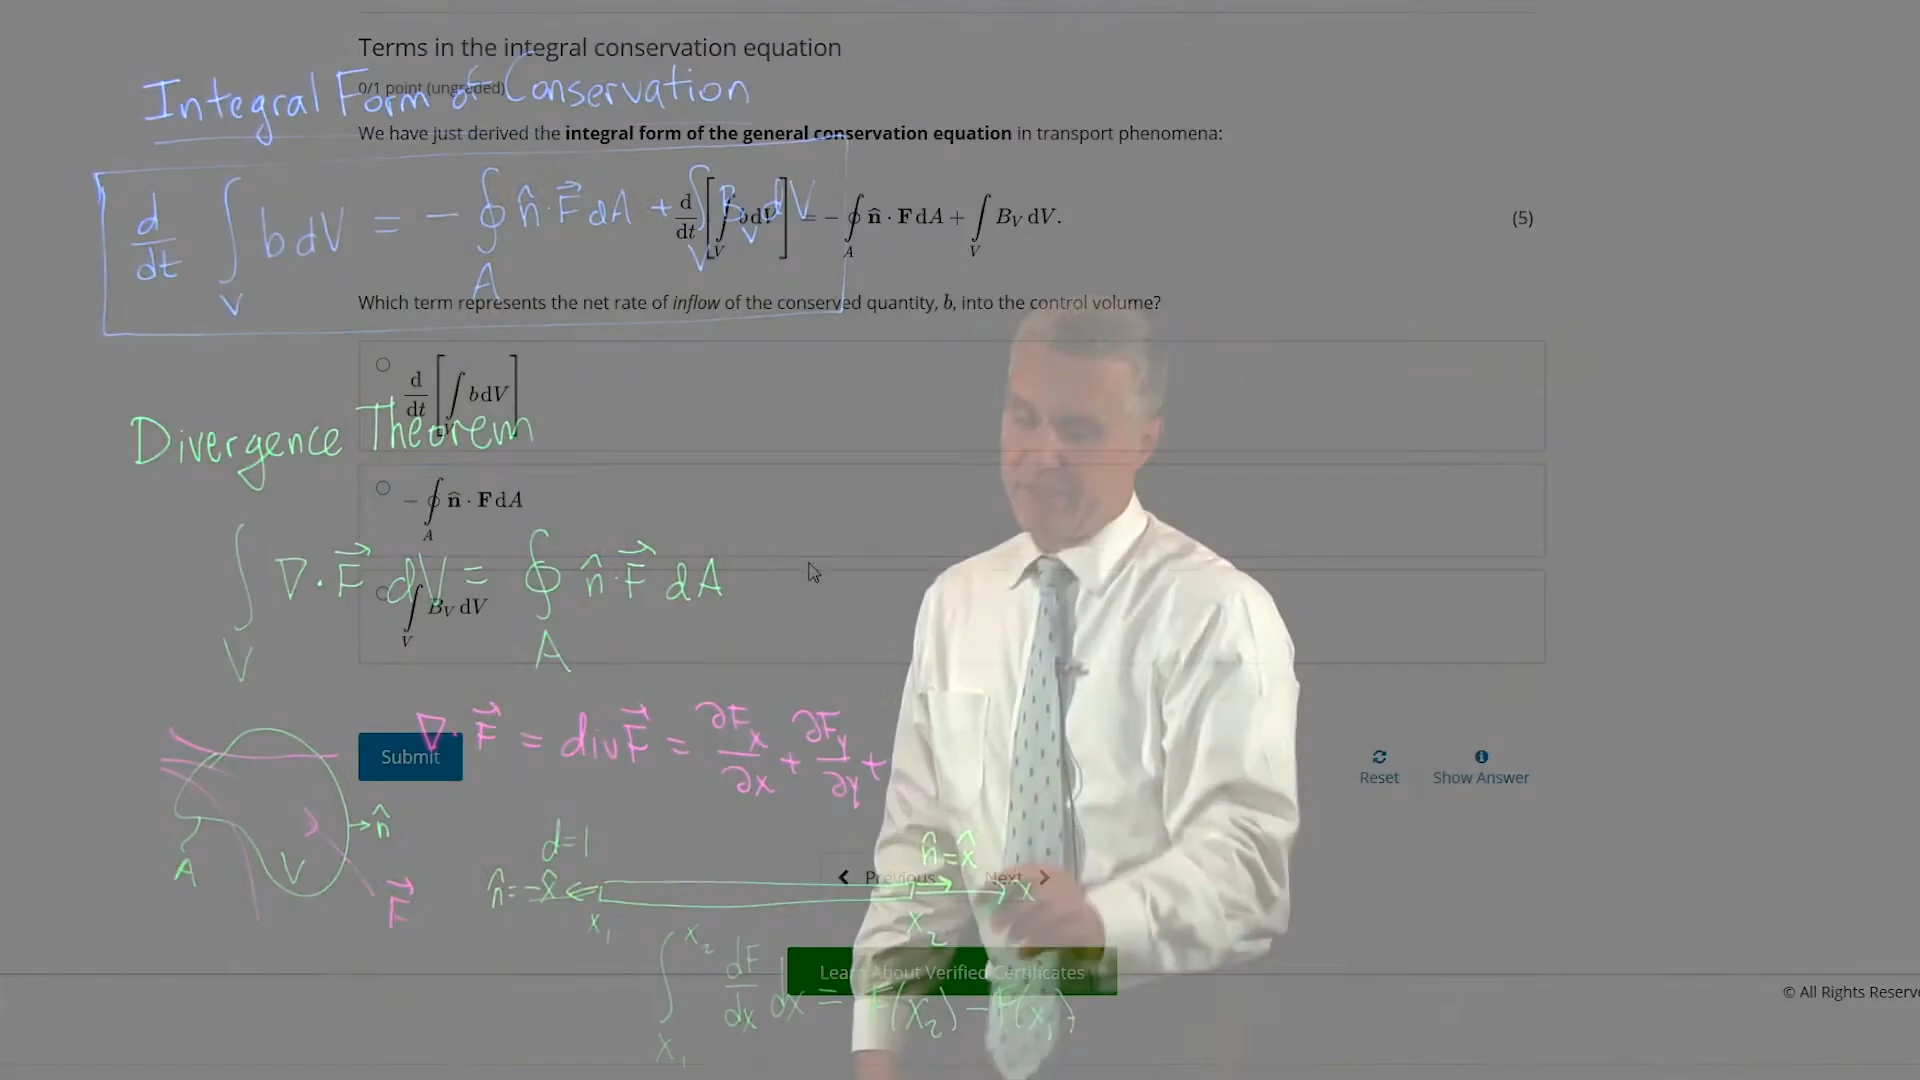 Terms in the integral conservation equation
0/1 point (ungraded)
Integral Form of Conservation
We have just derived the integral form of the general conservation equation in transport phenomena:
d/dt ∫_V b dV = - ∮_A n̂·F⃗ dA + ∫_V B_V dV
d/dt [∫_V b dV] = - ∮_A n̂ · F dA + ∫_V B_V dV. (5)
Which term represents the net rate of inflow of the conserved quantity, b, into the control volume?
d/dt [∫_V b dV]
Divergence Theorem
- ∮_A n̂ · F dA
∫_V ∇·F⃗ dV = ∮_A n̂·F⃗ dA
∫_V B_V dV
∇·F⃗ = div F⃗ = ∂F_x/∂x + ∂F_y/∂y +
Submit
Reset
Show Answer
n̂
A
V
F⃗
d=1
n̂=x̂
n̂=-x̂
x
x₁
x₂
Previous
Next
Learn About Verified Certificates
∫_{x₁}^{x₂} dF/dx dx = F(x₂) - F(x₁)
© All Rights Reserve